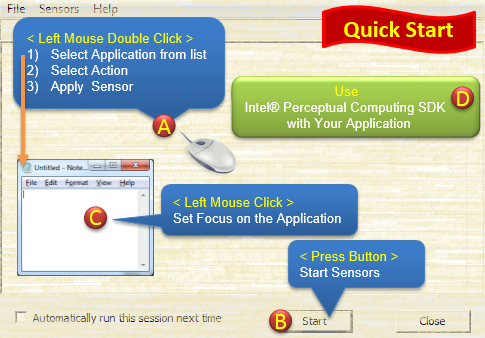 File Sensors Help
Quick Start
< Left Mouse Double Click >
1) Select Application from list
2) Select Action
3) Apply Sensor
A
Use
Intel® Perceptual Computing SDK
with Your Application
D
Untitled - Note...
File Edit Format View Help
C
< Left Mouse Click >
Set Focus on the Application
< Press Button >
Start Sensors
Automatically run this session next time
B
Start
Close